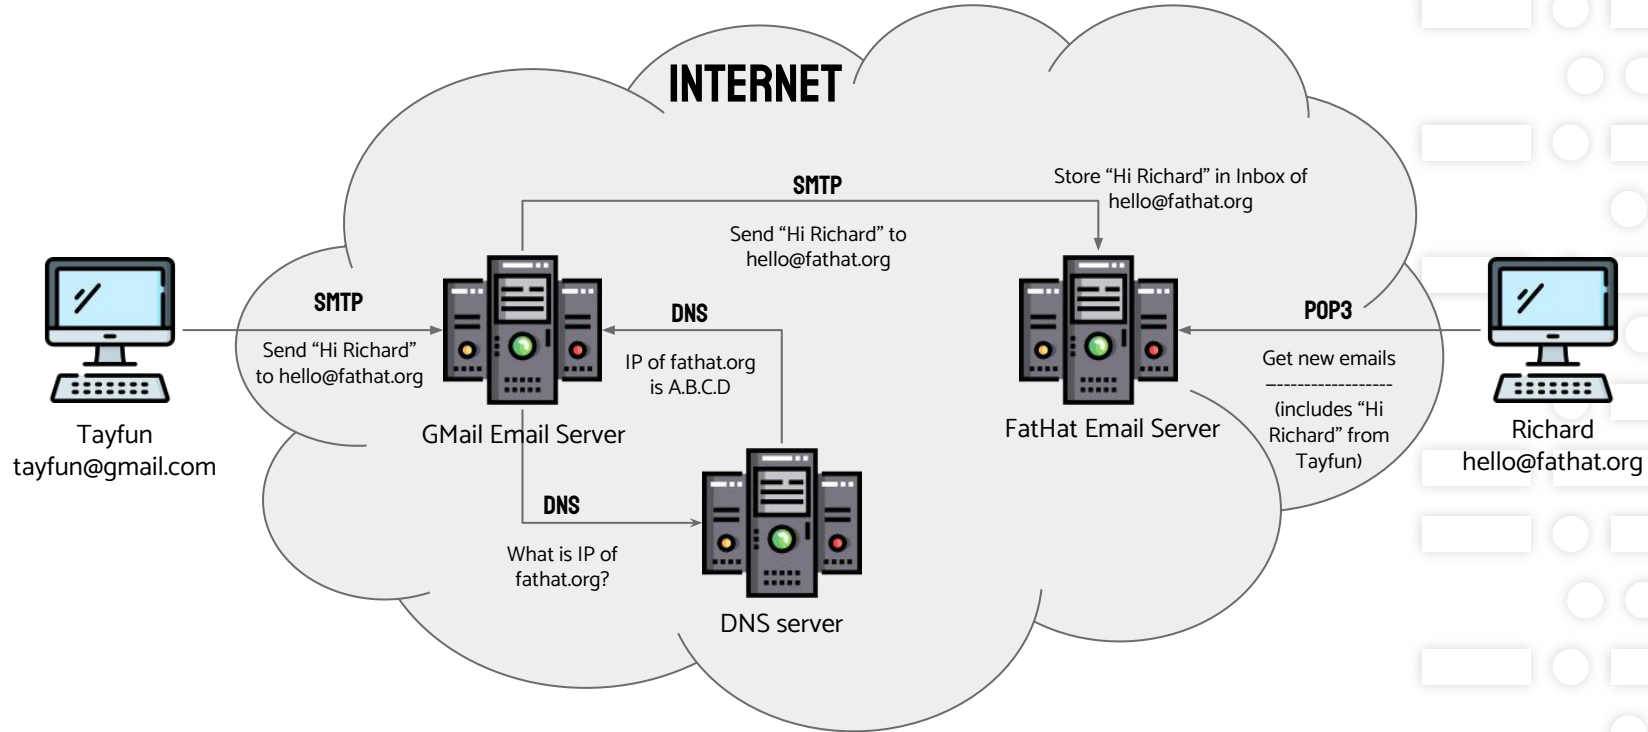 INTERNET
SMTP
Store “Hi Richard” in Inbox of
hello@fathat.org
Send “Hi Richard” to
hello@fathat.org
SMTP
Send “Hi Richard”
to hello@fathat.org
DNS
IP of fathat.org
is A.B.C.D
POP3
Get new emails
-------------------
(includes “Hi
Richard” from
Tayfun)
Tayfun
tayfun@gmail.com
GMail Email Server
FatHat Email Server
Richard
hello@fathat.org
DNS
What is IP of
fathat.org?
DNS server